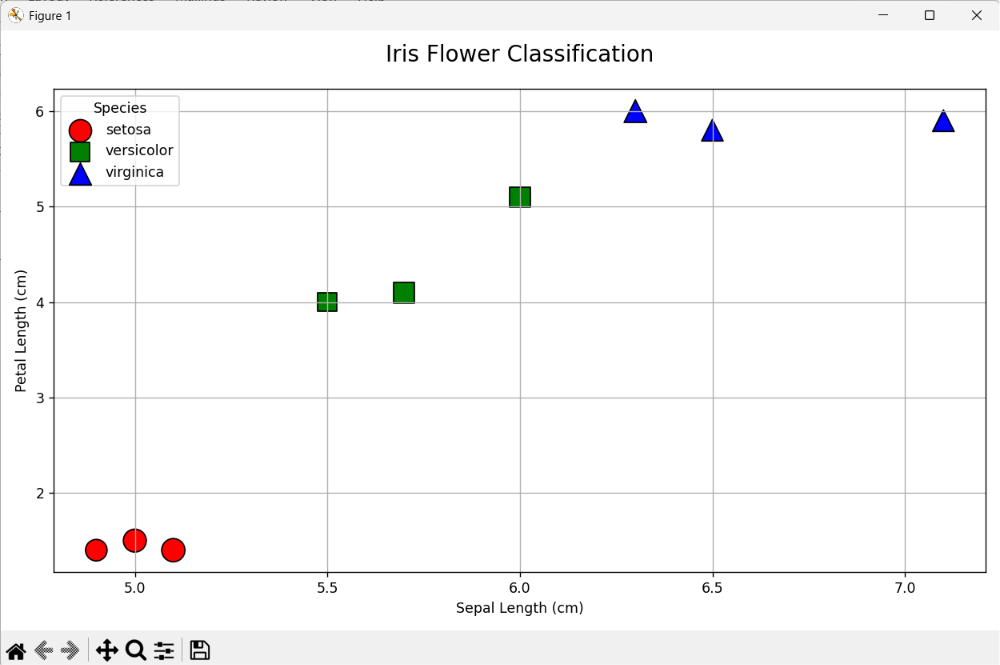 Figure 1
Iris Flower Classification
Species
setosa
versicolor
virginica
6
5
4
3
2
Petal Length (cm)
5.0 5.5 6.0 6.5 7.0
Sepal Length (cm)